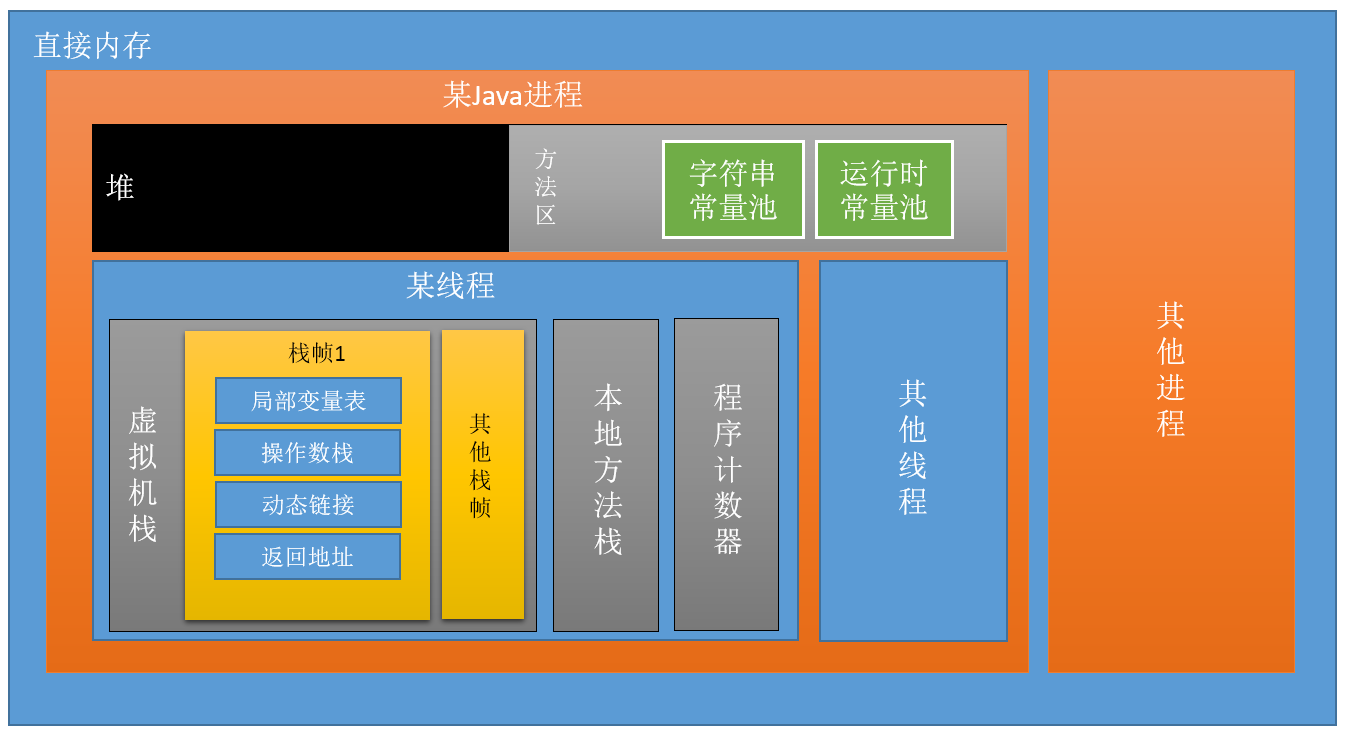 直接内存
某Java进程
堆
方法区
字符串
常量池
运行时
常量池
某线程
虚拟机栈
栈帧1
局部变量表
操作数栈
动态链接
返回地址
其他栈帧
本地方法栈
程序计数器
其他线程
其他进程